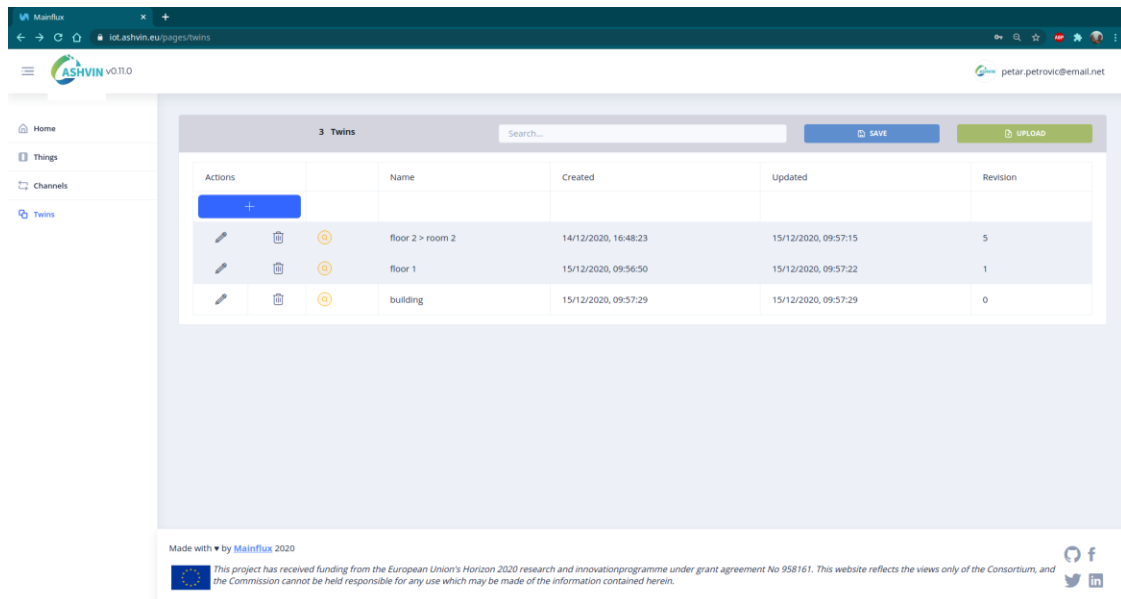 Mainflux
iot.ashvin.eu/pages/twins
ABP
ASHVIN v0.11.0
petar.petrovic@email.net
Home
Things
Channels
Twins
3 Twins
Search...
SAVE
UPLOAD
Actions Name Created Updated Revision
+
floor 2 > room 2 14/12/2020, 16:48:23 15/12/2020, 09:57:15 5
floor 1 15/12/2020, 09:56:50 15/12/2020, 09:57:22 1
building 15/12/2020, 09:57:29 15/12/2020, 09:57:29 0
Made with ♥ by Mainflux 2020
This project has received funding from the European Union's Horizon 2020 research and innovationprogramme under grant agreement No 958161. This website reflects the views only of the Consortium, and
the Commission cannot be held responsible for any use which may be made of the information contained herein.